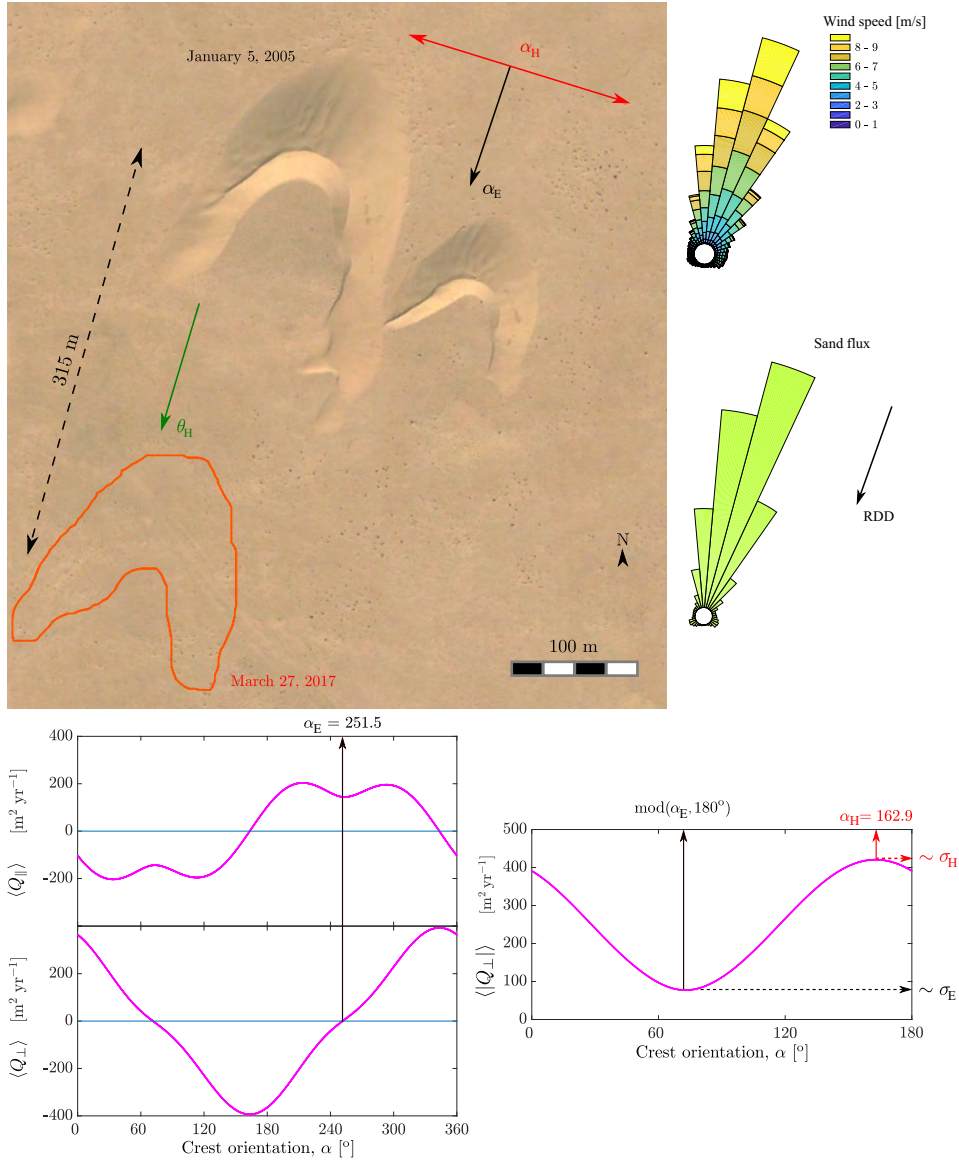 January 5, 2005
α_H
α_E
315 m
θ_H
N
100 m
March 27, 2017
Wind speed [m/s]
8 - 9
6 - 7
4 - 5
2 - 3
0 - 1
Sand flux
RDD
α_E = 251.5
400
200
0
-200
⟨Q_∥⟩ [m² yr⁻¹]
200
0
-200
-400
⟨Q_⊥⟩ [m² yr⁻¹]
0 60 120 180 240 300 360
Crest orientation, α [°]
mod(α_E, 180°)
α_H = 162.9
500
400
300
200
100
0
⟨|Q_⊥|⟩ [m² yr⁻¹]
∼ σ_H
∼ σ_E
0 60 120 180
Crest orientation, α [°]